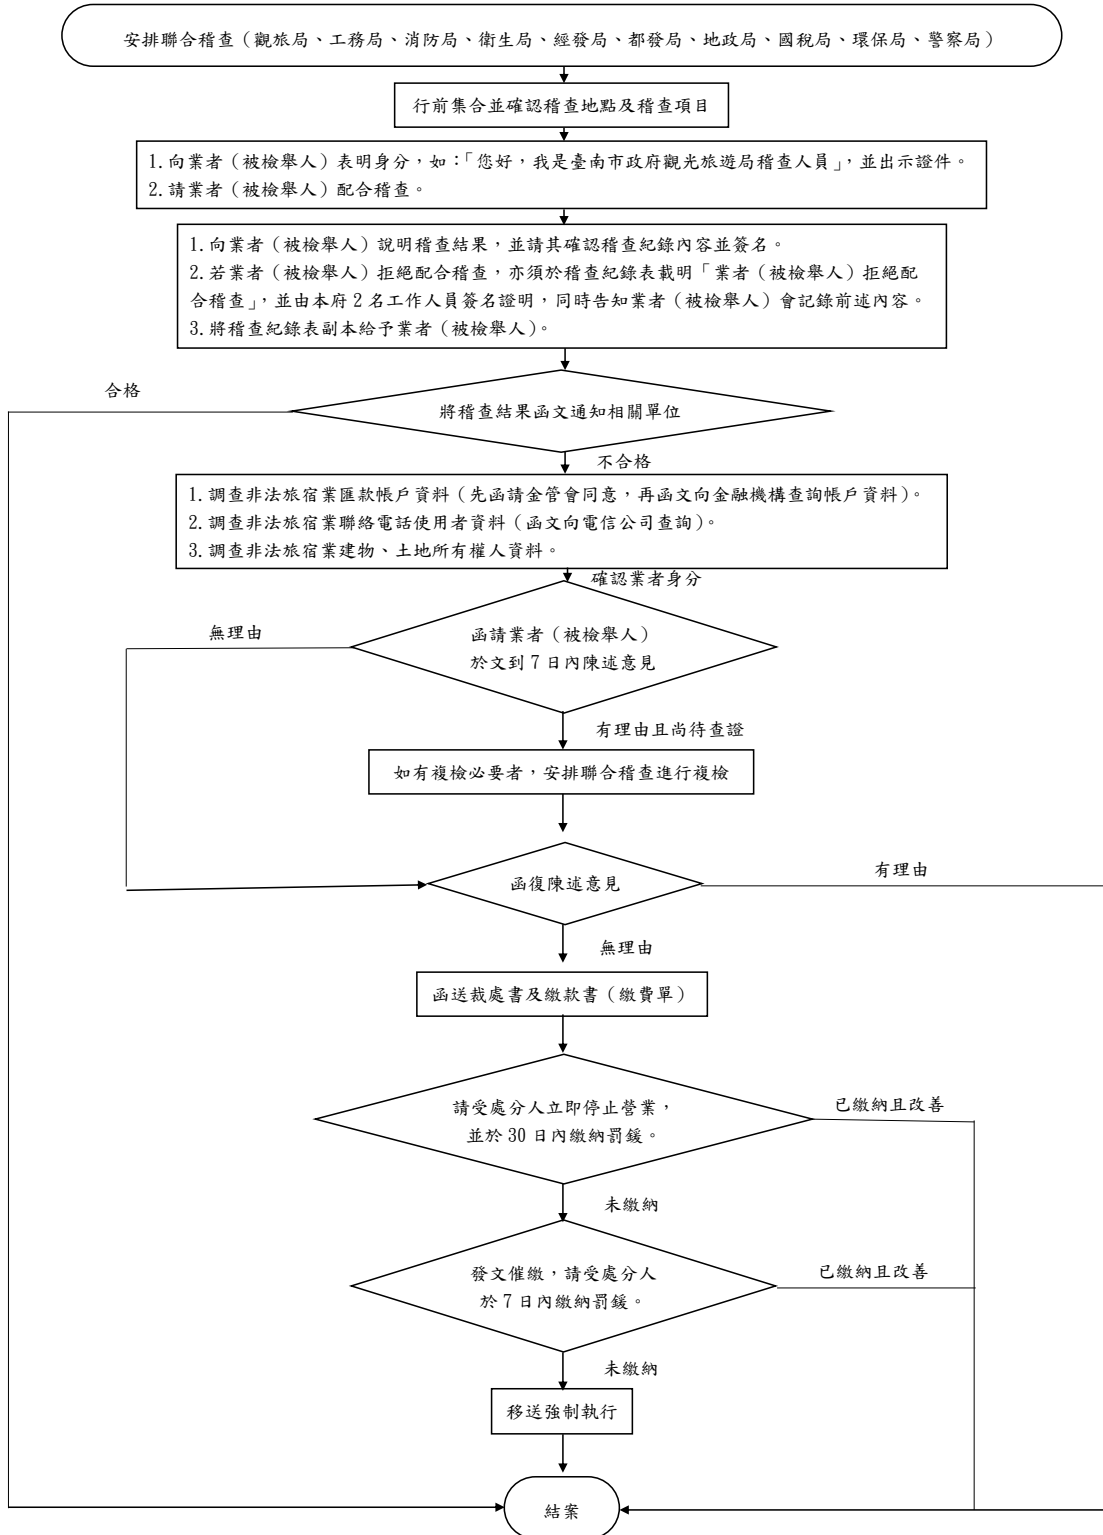 安排聯合稽查（觀旅局、工務局、消防局、衛生局、經發局、都發局、地政局、國稅局、環保局、警察局）
行前集合並確認稽查地點及稽查項目
1.向業者（被檢舉人）表明身分，如：「您好，我是臺南市政府觀光旅遊局稽查人員」，並出示證件。
2.請業者（被檢舉人）配合稽查。
1.向業者（被檢舉人）說明稽查結果，並請其確認稽查紀錄內容並簽名。
2.若業者（被檢舉人）拒絕配合稽查，亦須於稽查紀錄表載明「業者（被檢舉人）拒絕配
合稽查」，並由本府 2 名工作人員簽名證明，同時告知業者（被檢舉人）會記錄前述內容。
3.將稽查紀錄表副本給予業者（被檢舉人）。
合格
將稽查結果函文通知相關單位
不合格
1.調查非法旅宿業匯款帳戶資料（先函請金管會同意，再函文向金融機構查詢帳戶資料）。
2.調查非法旅宿業聯絡電話使用者資料（函文向電信公司查詢）。
3.調查非法旅宿業建物、土地所有權人資料。
確認業者身分
無理由
函請業者（被檢舉人）
於文到 7 日內陳述意見
有理由且尚待查證
如有複檢必要者，安排聯合稽查進行複檢
函復陳述意見
有理由
無理由
函送裁處書及繳款書（繳費單）
請受處分人立即停止營業，
並於 30 日內繳納罰鍰。
已繳納且改善
未繳納
發文催繳，請受處分人
於 7 日內繳納罰鍰。
已繳納且改善
未繳納
移送強制執行
結案